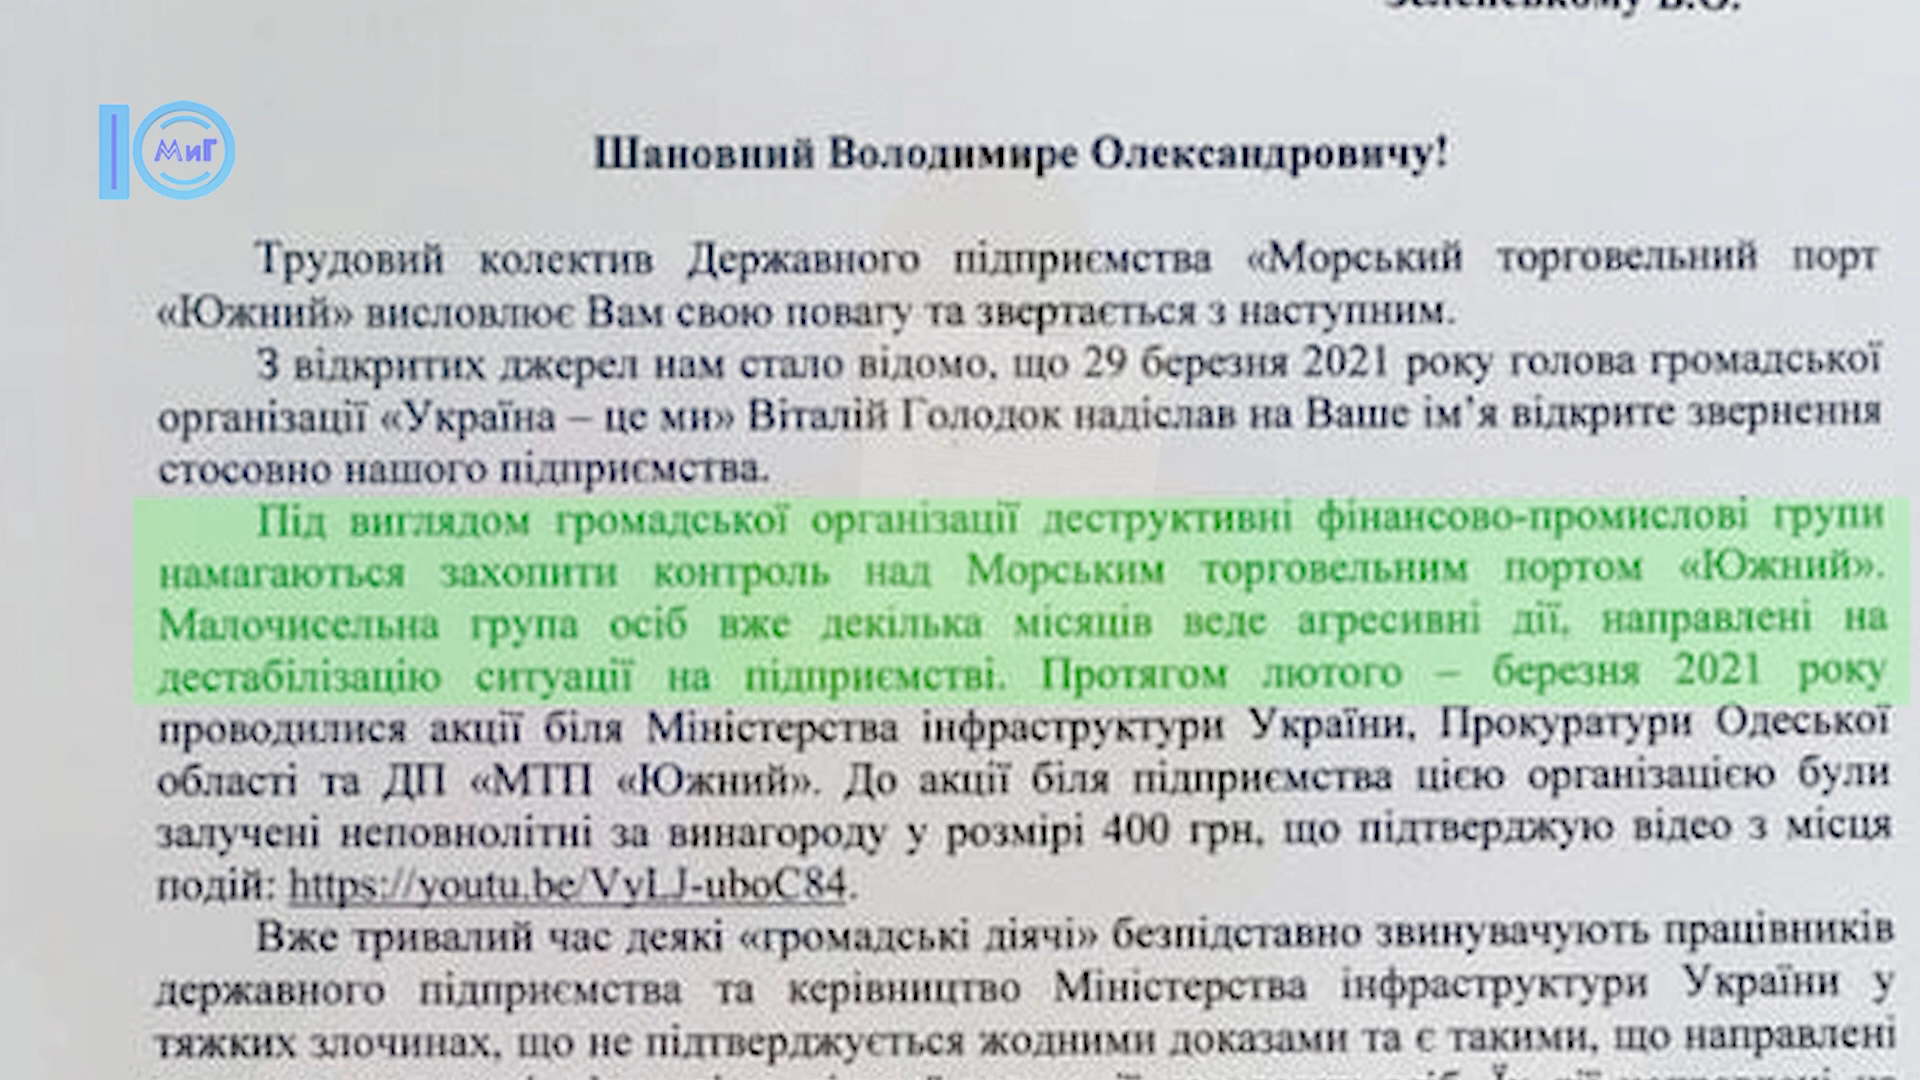 Зеленському В.О.
МиГ
Шановний Володимире Олександровичу!
Трудовий колектив Державного підприємства «Морський торговельний порт
«Южний» висловлює Вам свою повагу та звертається з наступним.
З відкритих джерел нам стало відомо, що 29 березня 2021 року голова громадської
організації «Україна – це ми» Віталій Голодок надіслав на Ваше ім’я відкрите звернення
стосовно нашого підприємства.
Під виглядом громадської організації деструктивні фінансово-промислові групи
намагаються захопити контроль над Морським торговельним портом «Южний».
Малочисельна група осіб вже декілька місяців веде агресивні дії, направлені на
дестабілізацію ситуації на підприємстві. Протягом лютого – березня 2021 року
проводилися акції біля Міністерства інфраструктури України, Прокуратури Одеської
області та ДП «МТП «Южний». До акції біля підприємства цією організацією були
залучені неповнолітні за винагороду у розмірі 400 грн, що підтверджую відео з місця
подій: https://youtu.be/VyLJ-uboC84.
Вже тривалий час деякі «громадські діячі» безпідставно звинувачують працівників
державного підприємства та керівництво Міністерства інфраструктури України у
тяжких злочинах, що не підтверджується жодними доказами та є такими, що направлені